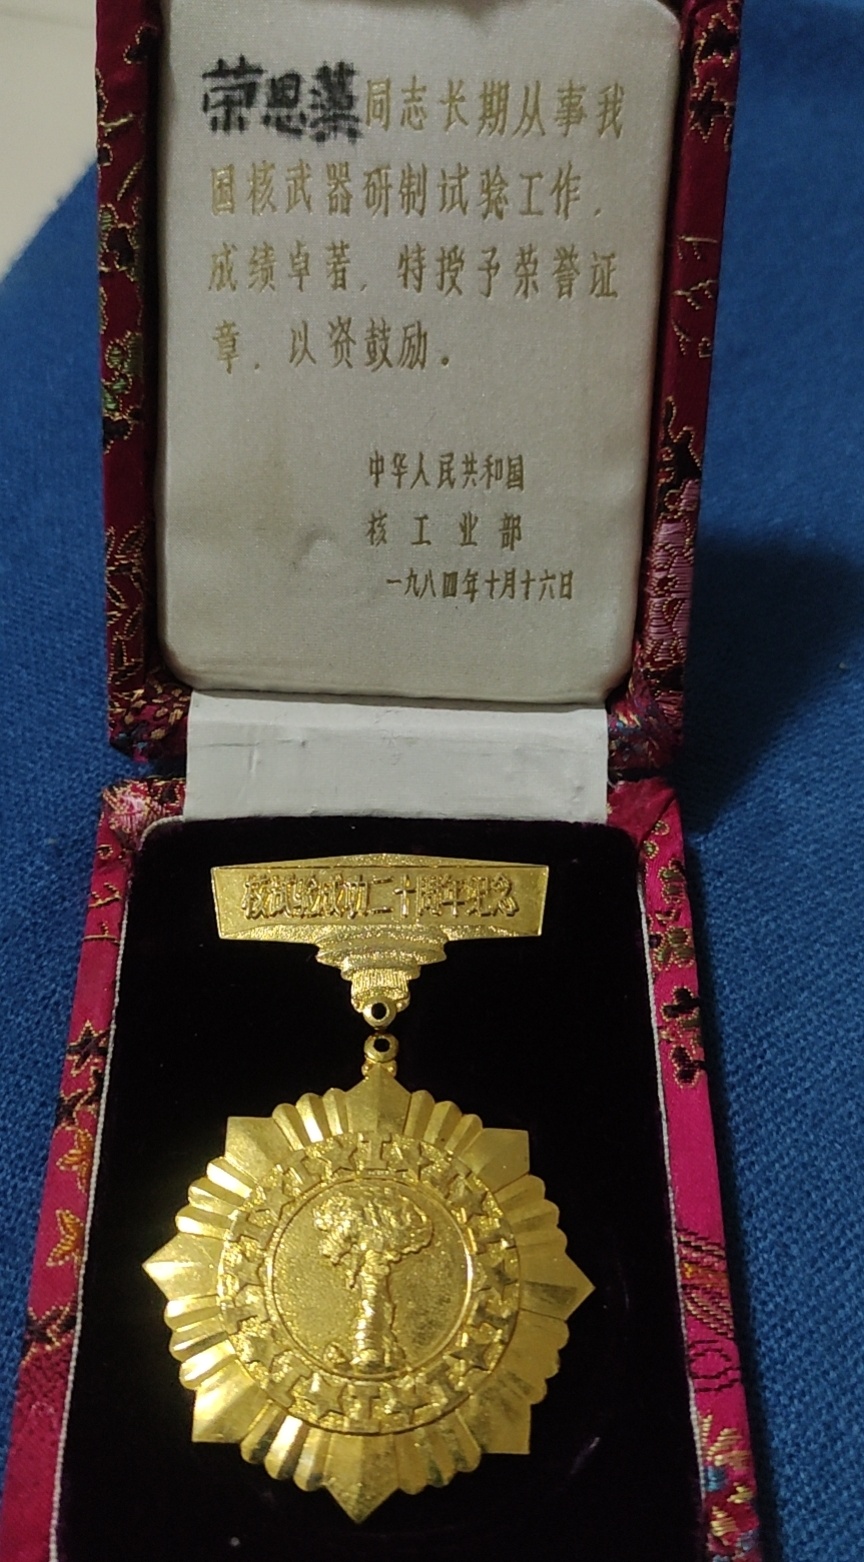 荣思藻同志长期从事我
国核武器研制试验工作，
成绩卓著，特授予荣誉证
章，以资鼓励。
中华人民共和国
核工业部
一九八四年十月十六日
核试验成功二十周年纪念